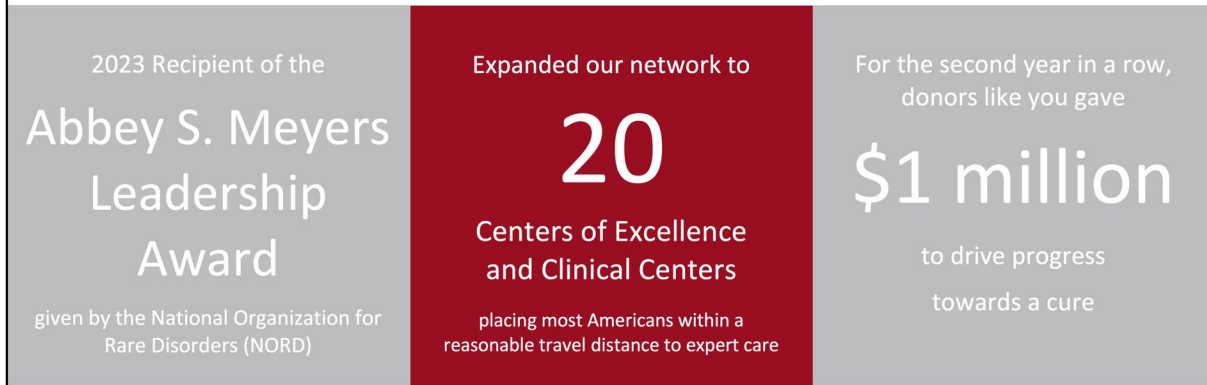 2023 Recipient of the
Abbey S. Meyers
Leadership
Award
given by the National Organization for
Rare Disorders (NORD)
Expanded our network to
20
Centers of Excellence
and Clinical Centers
placing most Americans within a
reasonable travel distance to expert care
For the second year in a row,
donors like you gave
$1 million
to drive progress
towards a cure